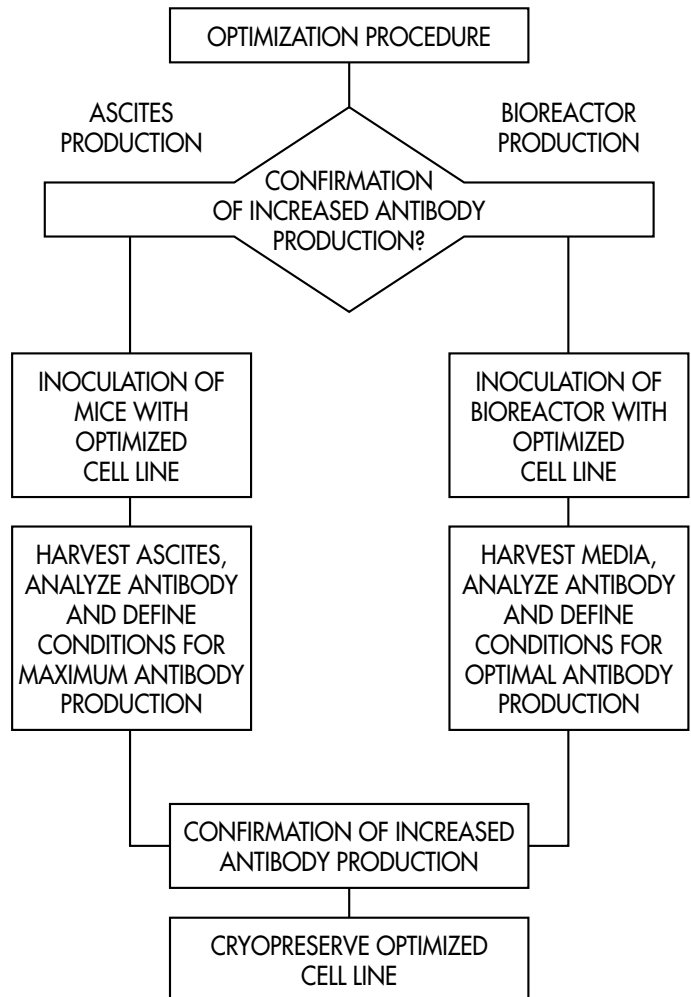 OPTIMIZATION PROCEDURE
ASCITES
PRODUCTION
BIOREACTOR
PRODUCTION
CONFIRMATION
OF INCREASED ANTIBODY
PRODUCTION?
INOCULATION OF
MICE WITH
OPTIMIZED
CELL LINE
INOCULATION OF
BIOREACTOR WITH
OPTIMIZED
CELL LINE
HARVEST ASCITES,
ANALYZE ANTIBODY
AND DEFINE
CONDITIONS FOR
MAXIMUM ANTIBODY
PRODUCTION
HARVEST MEDIA,
ANALYZE ANTIBODY
AND DEFINE
CONDITIONS FOR
OPTIMAL ANTIBODY
PRODUCTION
CONFIRMATION OF INCREASED
ANTIBODY PRODUCTION
CRYOPRESERVE OPTIMIZED
CELL LINE